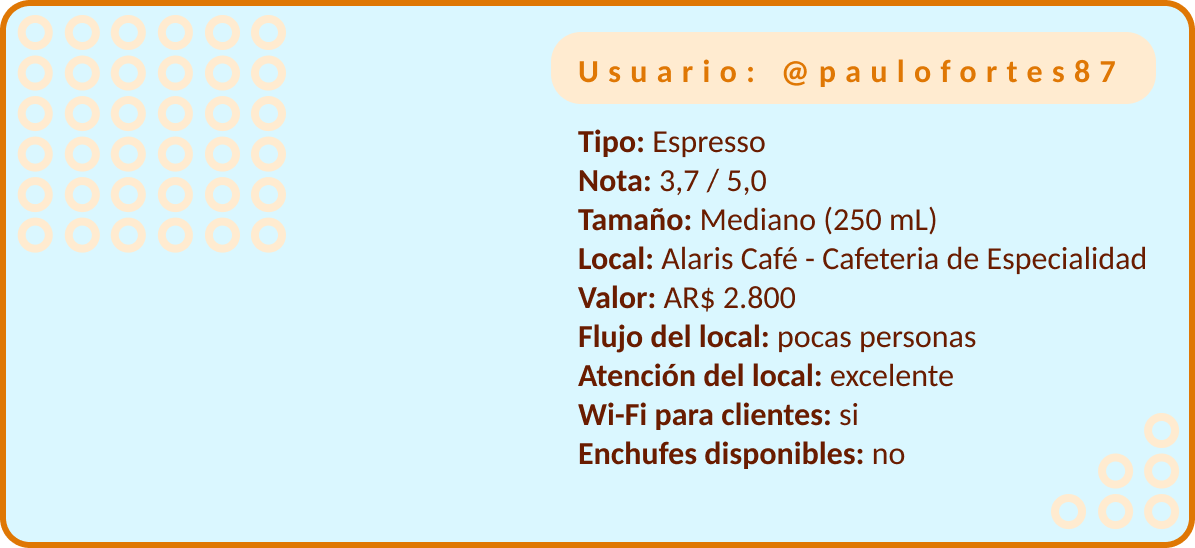 Usuario: @paulofortes87
Tipo: Espresso
Nota: 3,7 / 5,0
Tamaño: Mediano (250 mL)
Local: Alaris Café - Cafeteria de Especialidad
Valor: AR$ 2.800
Flujo del local: pocas personas
Atención del local: excelente
Wi-Fi para clientes: si
Enchufes disponibles: no